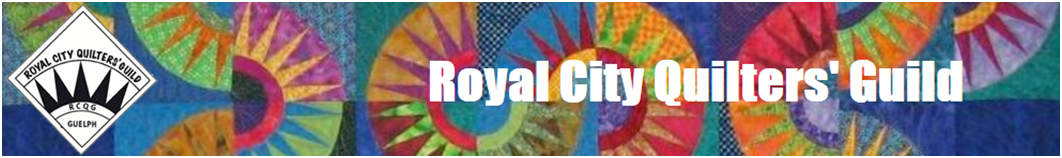 ROYAL CITY QUILTERS' GUILD
RCQG
GUELPH
Royal City Quilters' Guild